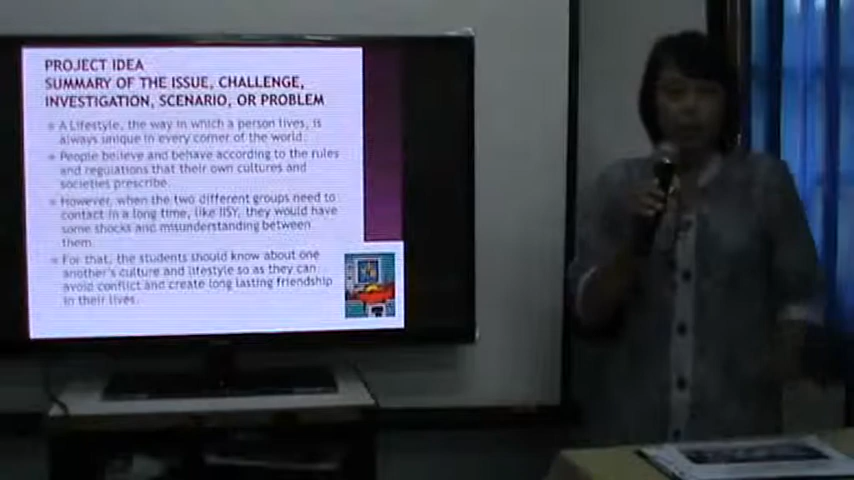 PROJECT IDEA
SUMMARY OF THE ISSUE, CHALLENGE,
INVESTIGATION, SCENARIO, OR PROBLEM
A Lifestyle, the way in which a person lives, is
always unique in every corner of the world.
People believe and behave according to the rules
and regulations that their own cultures and
societies prescribe.
However, when the two different groups need to
contact in a long time, like IISY, they would have
some shocks and misunderstanding between
them.
For that, the students should know about one
another's culture and lifestyle so as they can
avoid conflict and create long lasting friendship
in their lives.